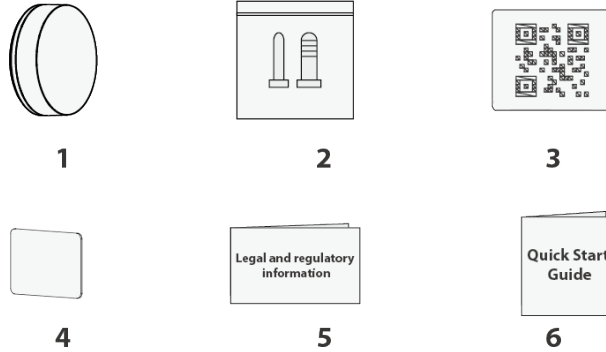 1
2
3
Legal and regulatory
information
Quick Start
Guide
4
5
6